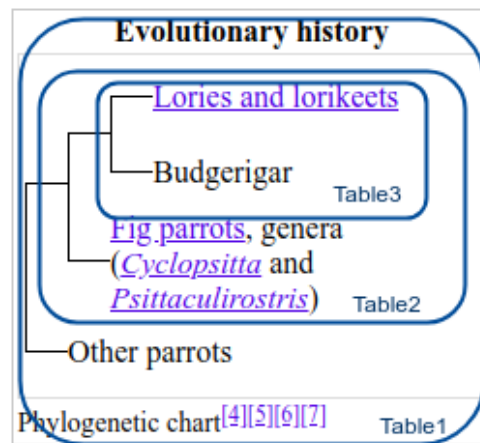 Evolutionary history
Lories and lorikeets
Budgerigar
Table3
Fig parrots, genera
(Cyclopsitta and
Psittaculirostris)
Table2
Other parrots
Phylogenetic chart[4][5][6][7]
Table1